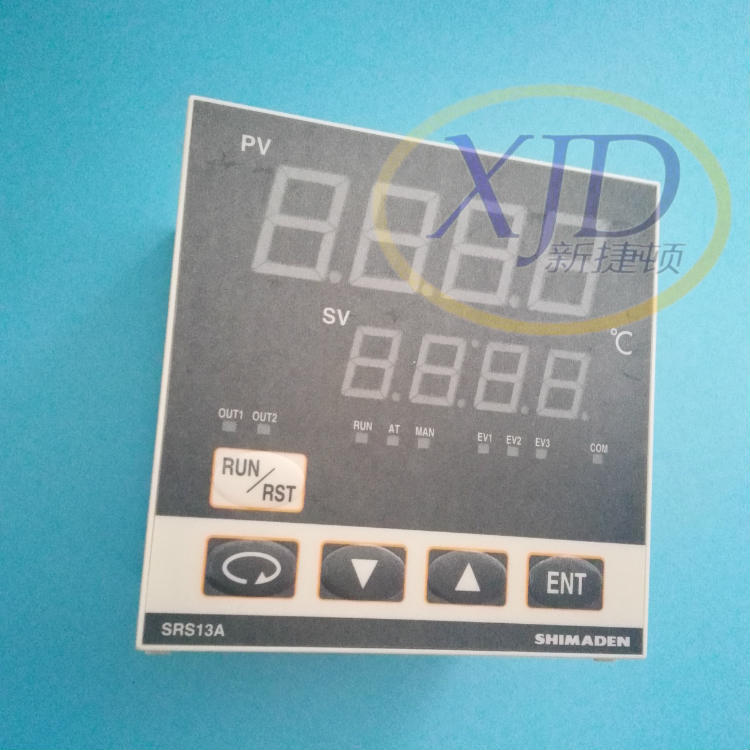 PV
XJD
新捷顿
SV
℃
OUT1 OUT2
RUN AT MAN
EV1 EV2 EV3
COM
RUN/RST
ENT
SRS13A
SHIMADEN